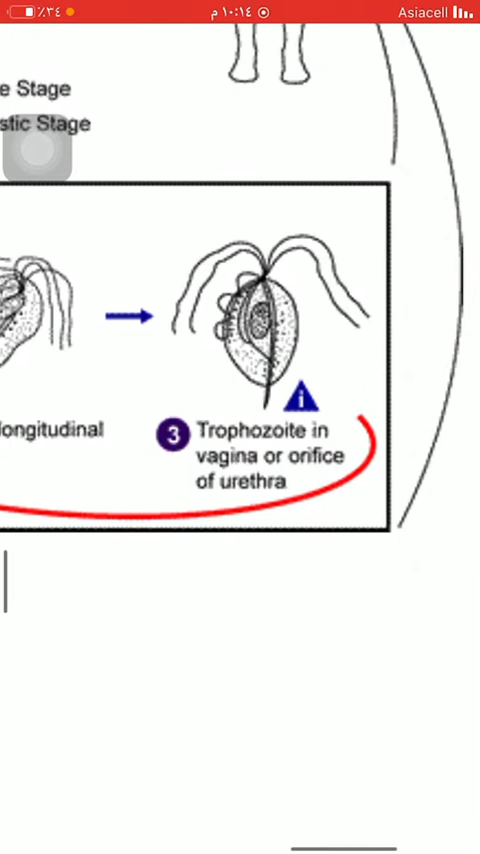 ٪٣٤
١٠:١٤ م
Asiacell
e Stage
stic Stage
longitudinal
3 Trophozoite in
vagina or orifice
of urethra
i